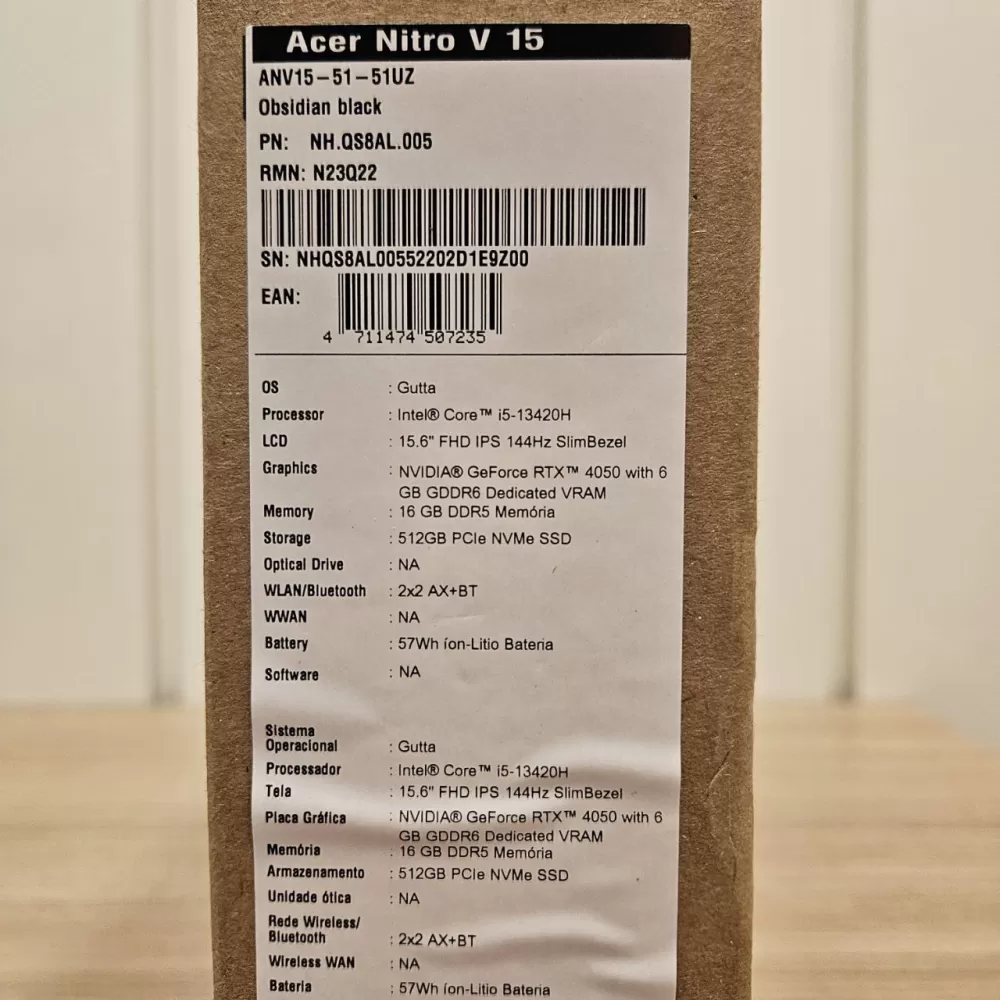 Acer Nitro V 15
ANV15-51-51UZ
Obsidian black
PN: NH.QS8AL.005
RMN: N23Q22
SN: NHQS8AL00552202D1E9Z00
EAN:
4 711474 507235
OS : Gutta
Processor : Intel® Core™ i5-13420H
LCD : 15.6" FHD IPS 144Hz SlimBezel
Graphics : NVIDIA® GeForce RTX™ 4050 with 6
GB GDDR6 Dedicated VRAM
Memory : 16 GB DDR5 Memória
Storage : 512GB PCIe NVMe SSD
Optical Drive : NA
WLAN/Bluetooth : 2x2 AX+BT
WWAN : NA
Battery : 57Wh íon-Litio Bateria
Software : NA
Sistema
Operacional : Gutta
Processador : Intel® Core™ i5-13420H
Tela : 15.6" FHD IPS 144Hz SlimBezel
Placa Gráfica : NVIDIA® GeForce RTX™ 4050 with 6
GB GDDR6 Dedicated VRAM
Memória : 16 GB DDR5 Memória
Armazenamento : 512GB PCIe NVMe SSD
Unidade ótica : NA
Rede Wireless/
Bluetooth : 2x2 AX+BT
Wireless WAN : NA
Bateria : 57Wh íon-Litio Bateria